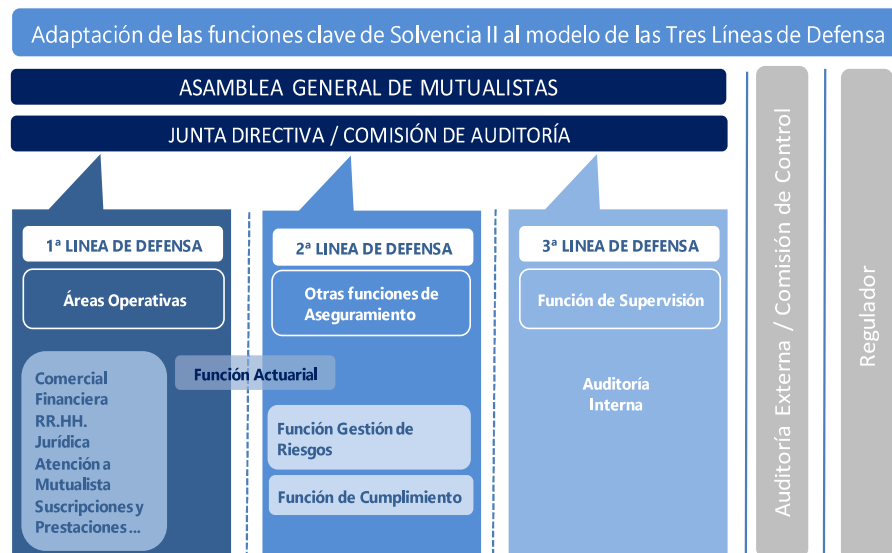 Adaptación de las funciones clave de Solvencia II al modelo de las Tres Líneas de Defensa
ASAMBLEA GENERAL DE MUTUALISTAS
JUNTA DIRECTIVA / COMISIÓN DE AUDITORÍA
1ª LINEA DE DEFENSA
Áreas Operativas
Comercial
Financiera
RR.HH.
Jurídica
Atención a
Mutualista
Suscripciones y
Prestaciones ...
Función Actuarial
2ª LINEA DE DEFENSA
Otras funciones de
Aseguramiento
Función Gestión de
Riesgos
Función de Cumplimiento
3ª LINEA DE DEFENSA
Función de Supervisión
Auditoría
Interna
Auditoría Externa / Comisión de Control
Regulador